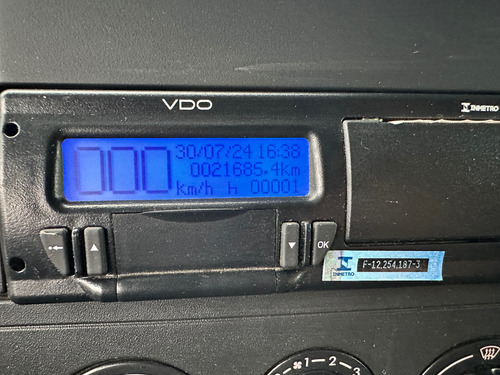 VDO
INMETRO
000 30/07/24 16:38
0021685.4km
km/h h 00001
OK
INMETRO F-12.254.187-3
1 2 3